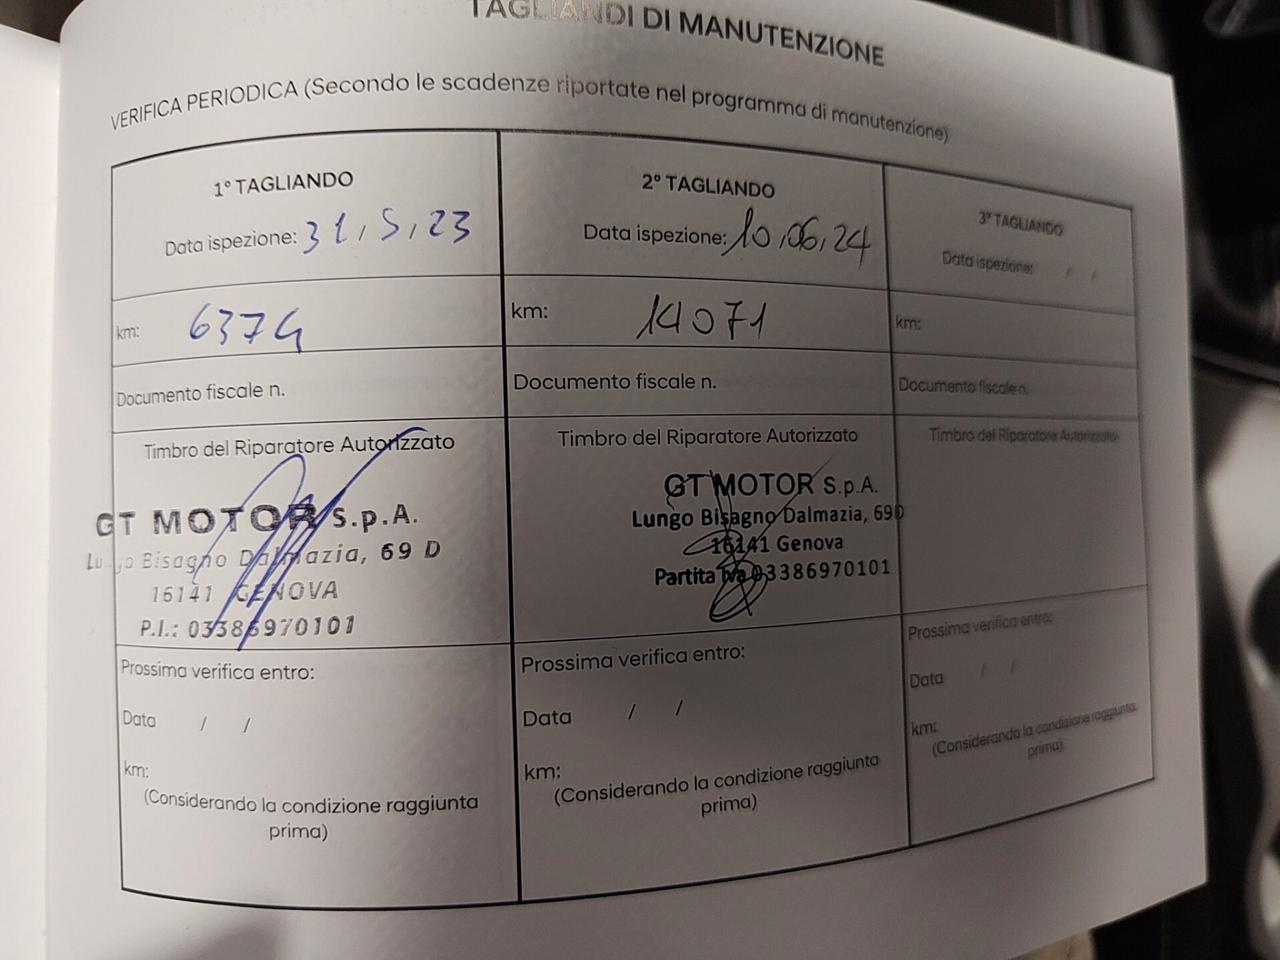 TAGLIANDI DI MANUTENZIONE
VERIFICA PERIODICA (Secondo le scadenze riportate nel programma di manutenzione)
1° TAGLIANDO
Data ispezione: 31/5/23
km: 6374
Documento fiscale n.
Timbro del Riparatore Autorizzato
GT MOTOR S.p.A.
Lungo Bisagno Dalmazia, 69 D
16141 GENOVA
P.I.: 03386970101
Prossima verifica entro:
Data / /
km:
(Considerando la condizione raggiunta
prima)
2° TAGLIANDO
Data ispezione: 10/06/24
km: 14071
Documento fiscale n.
Timbro del Riparatore Autorizzato
GT MOTOR S.p.A.
Lungo Bisagno Dalmazia, 69D
16141 Genova
Partita Iva 03386970101
Prossima verifica entro:
Data / /
km:
(Considerando la condizione raggiunta
prima)
3° TAGLIANDO
Data ispezione: / /
km:
Documento fiscale n.
Timbro del Riparatore Autorizzato
Prossima verifica entro:
Data / /
km:
(Considerando la condizione raggiunta
prima)